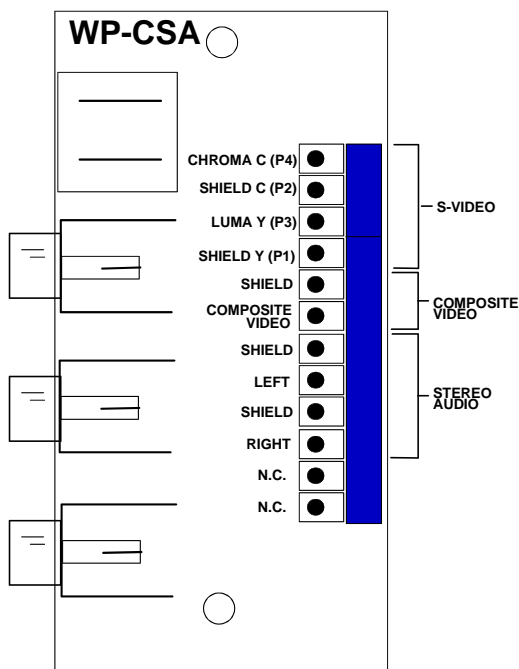 WP-CSA
CHROMA C (P4)
SHIELD C (P2)
LUMA Y (P3)
SHIELD Y (P1)
SHIELD
COMPOSITE
VIDEO
SHIELD
LEFT
SHIELD
RIGHT
N.C.
N.C.
S-VIDEO
COMPOSITE
VIDEO
STEREO
AUDIO